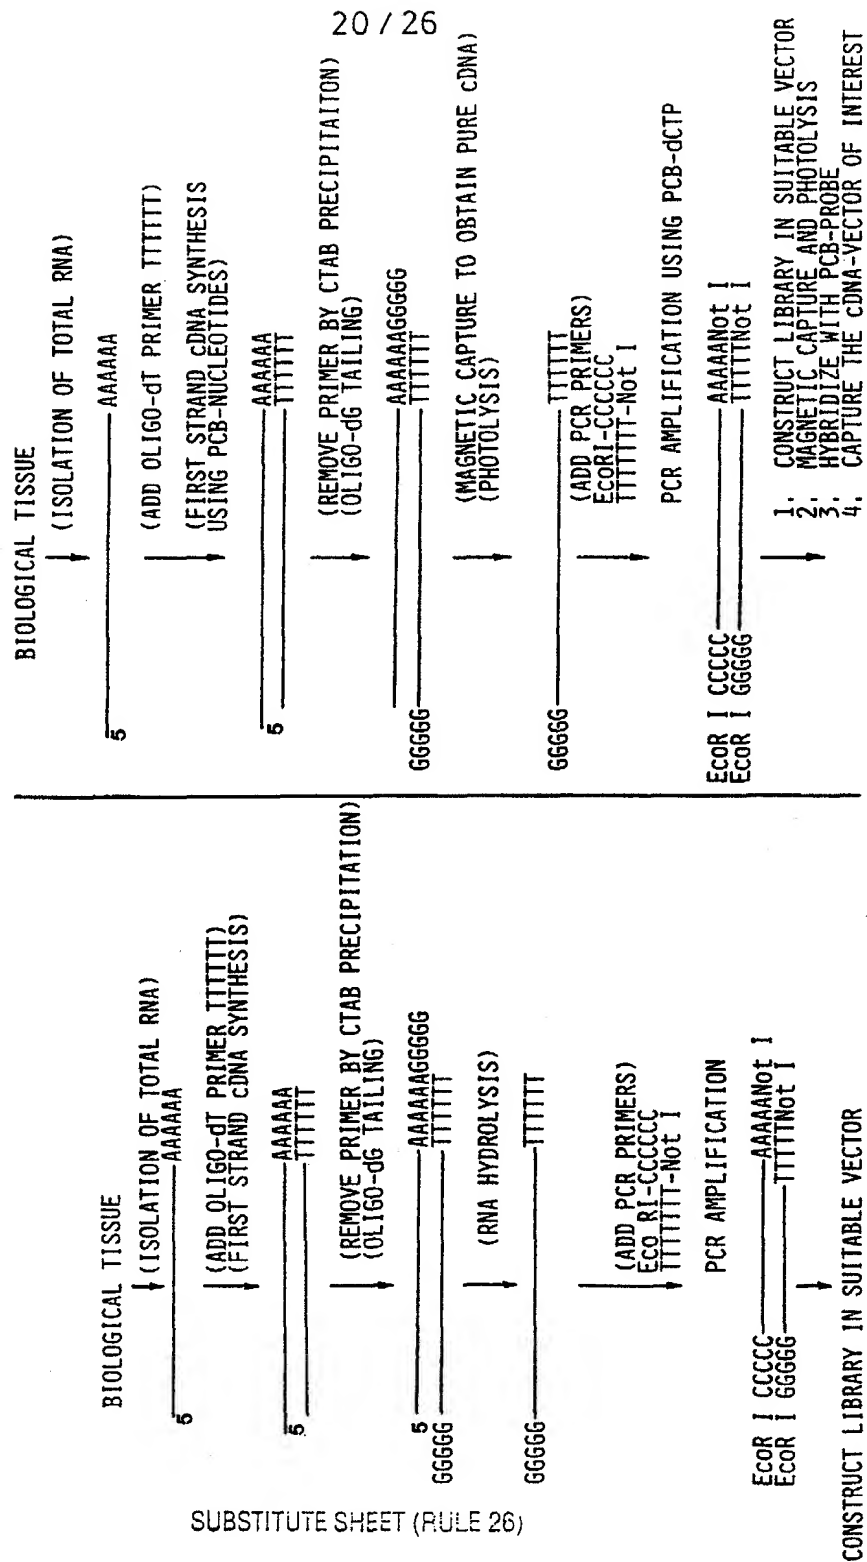 20 / 26
BIOLOGICAL TISSUE
(ISOLATION OF TOTAL RNA)
AAAAAA
5
(ADD OLIGO-dT PRIMER TTTTTT)
(FIRST STRAND cDNA SYNTHESIS)
AAAAAA
5
TTTTTT
(REMOVE PRIMER BY CTAB PRECIPITATION)
(OLIGO-dG TAILING)
5
AAAAAAGGGGG
GGGGG
TTTTTT
(RNA HYDROLYSIS)
GGGGG
TTTTTT
(ADD PCR PRIMERS)
Eco RI-CCCCCC
TTTTTTT-Not I
PCR AMPLIFICATION
EcoR I CCCCC AAAAANot I
EcoR I GGGGG TTTTTNot I
CONSTRUCT LIBRARY IN SUITABLE VECTOR
BIOLOGICAL TISSUE
(ISOLATION OF TOTAL RNA)
AAAAAA
5
(ADD OLIGO-dT PRIMER TTTTTT)
(FIRST STRAND cDNA SYNTHESIS
USING PCB-NUCLEOTIDES)
AAAAAA
5
TTTTTT
(REMOVE PRIMER BY CTAB PRECIPITAITON)
(OLIGO-dG TAILING)
AAAAAAGGGGG
GGGGG
TTTTTT
(MAGNETIC CAPTURE TO OBTAIN PURE cDNA)
(PHOTOLYSIS)
GGGGG
TTTTTT
(ADD PCR PRIMERS)
EcoRI-CCCCCC
TTTTTTT-Not I
PCR AMPLIFICATION USING PCB-dCTP
EcoR I CCCCC AAAAANot I
EcoR I GGGGG TTTTTNot I
1. CONSTRUCT LIBRARY IN SUITABLE VECTOR
2. MAGNETIC CAPTURE AND PHOTOLYSIS
3. HYBRIDIZE WITH PCB-PROBE
4. CAPTURE THE cDNA-VECTOR OF INTEREST
SUBSTITUTE SHEET (RULE 26)